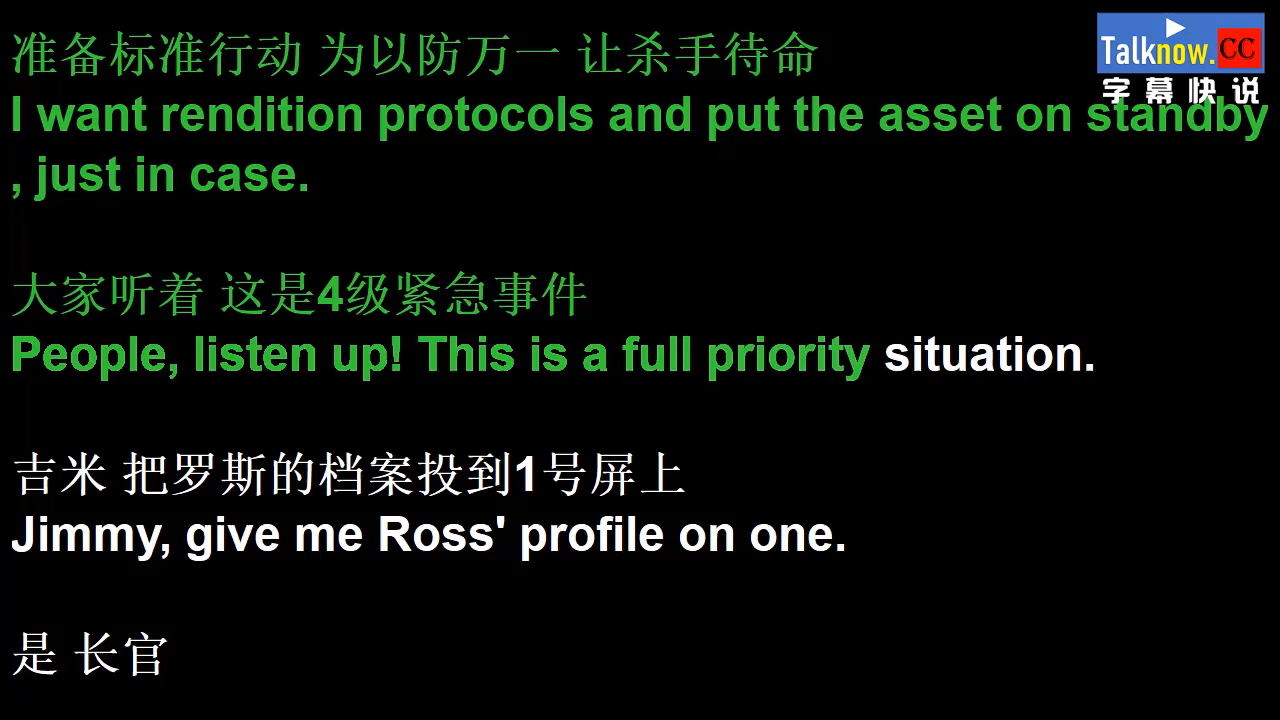 准备标准行动 为以防万一 让杀手待命
I want rendition protocols and put the asset on standby
, just in case.
大家听着 这是4级紧急事件
People, listen up! This is a full priority situation.
吉米 把罗斯的档案投到1号屏上
Jimmy, give me Ross' profile on one.
是 长官
Talknow.CC
字幕快说